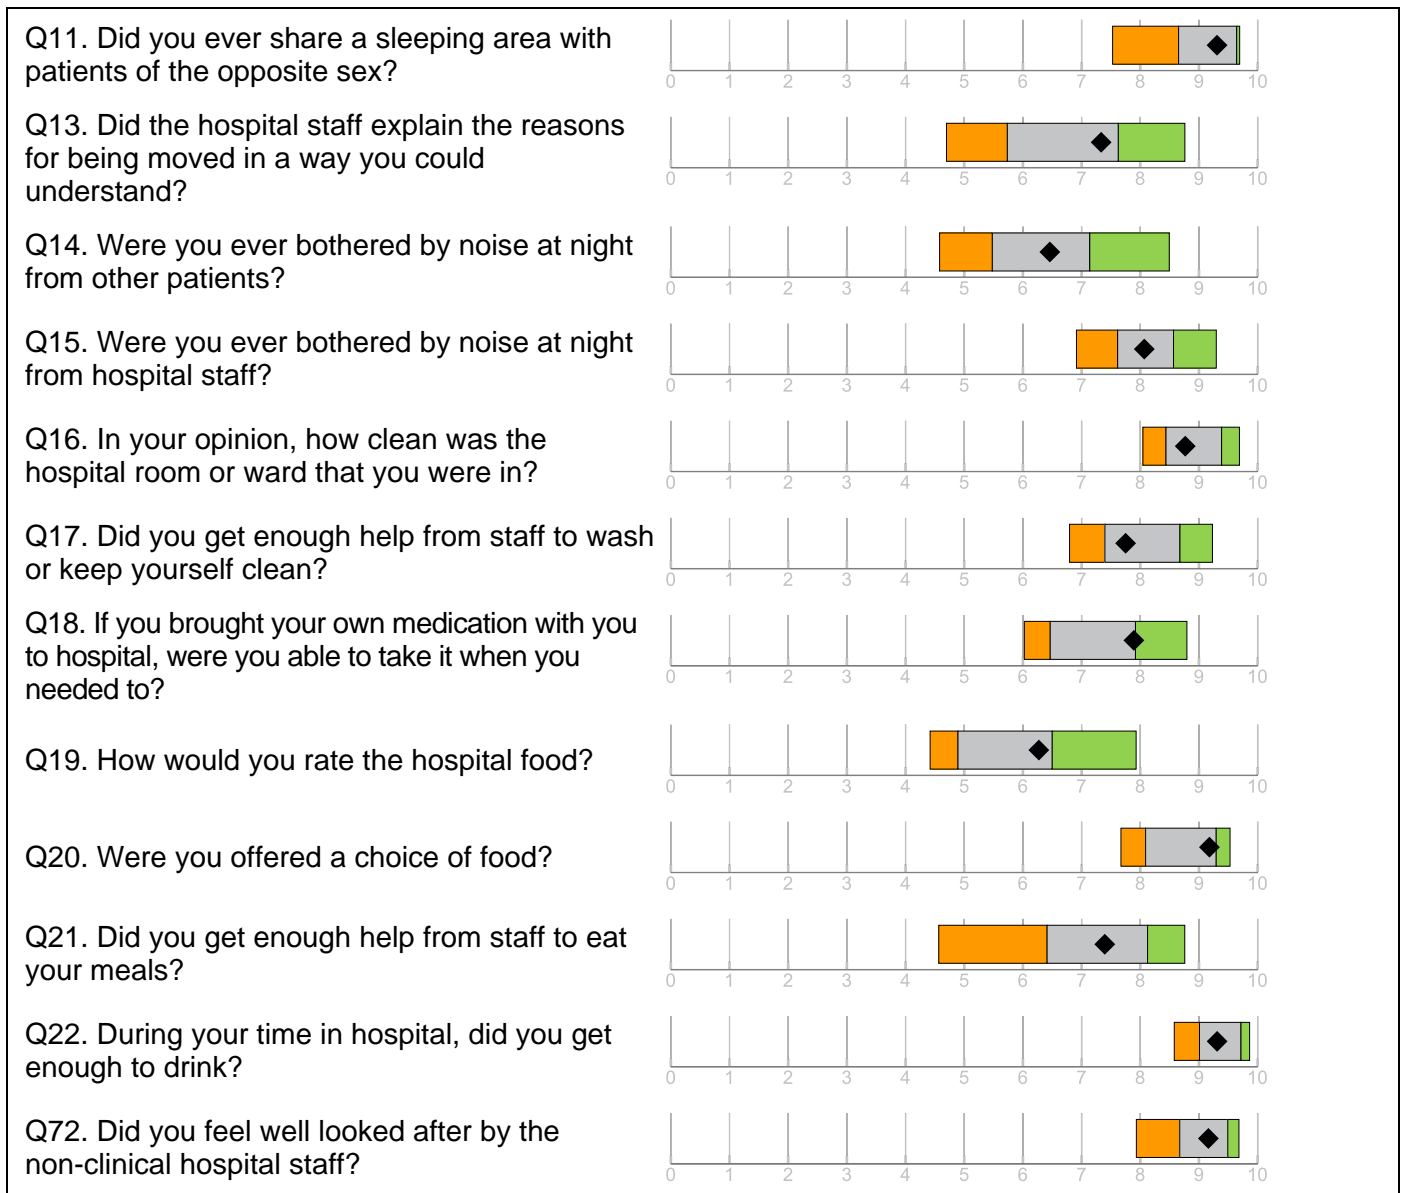 Q11. Did you ever share a sleeping area with
patients of the opposite sex?
0 1 2 3 4 5 6 7 8 9 10
Q13. Did the hospital staff explain the reasons
for being moved in a way you could
understand?
0 1 2 3 4 5 6 7 8 9 10
Q14. Were you ever bothered by noise at night
from other patients?
0 1 2 3 4 5 6 7 8 9 10
Q15. Were you ever bothered by noise at night
from hospital staff?
0 1 2 3 4 5 6 7 8 9 10
Q16. In your opinion, how clean was the
hospital room or ward that you were in?
0 1 2 3 4 5 6 7 8 9 10
Q17. Did you get enough help from staff to wash
or keep yourself clean?
0 1 2 3 4 5 6 7 8 9 10
Q18. If you brought your own medication with you
to hospital, were you able to take it when you
needed to?
0 1 2 3 4 5 6 7 8 9 10
Q19. How would you rate the hospital food?
0 1 2 3 4 5 6 7 8 9 10
Q20. Were you offered a choice of food?
0 1 2 3 4 5 6 7 8 9 10
Q21. Did you get enough help from staff to eat
your meals?
0 1 2 3 4 5 6 7 8 9 10
Q22. During your time in hospital, did you get
enough to drink?
0 1 2 3 4 5 6 7 8 9 10
Q72. Did you feel well looked after by the
non-clinical hospital staff?
0 1 2 3 4 5 6 7 8 9 10